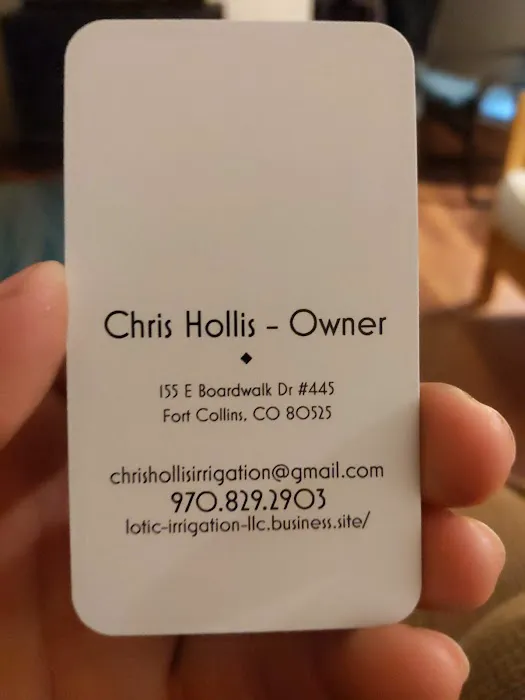 Chris Hollis - Owner
155 E Boardwalk Dr #445
Fort Collins, CO 80525
chrishollisirrigation@gmail.com
970.829.2903
lotic-irrigation-llc.business.site/